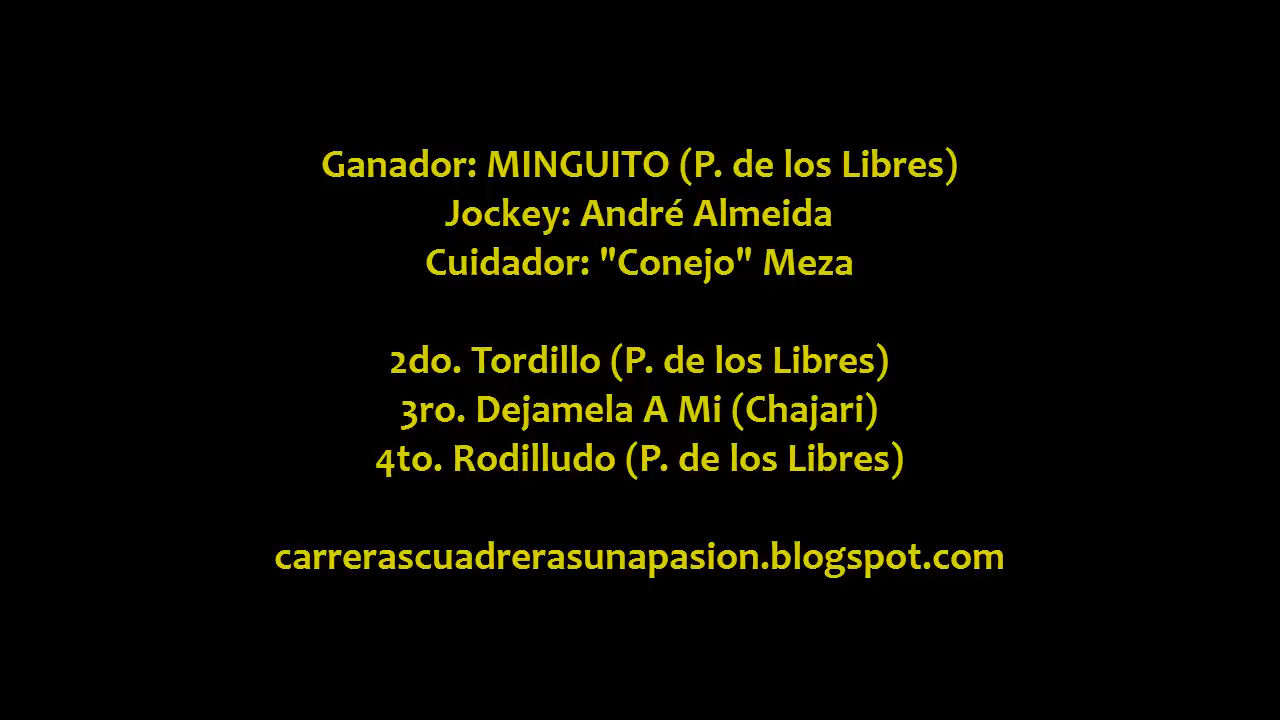 Ganador: MINGUITO (P. de los Libres)
Jockey: André Almeida
Cuidador: "Conejo" Meza
2do. Tordillo (P. de los Libres)
3ro. Dejamela A Mi (Chajari)
4to. Rodilludo (P. de los Libres)
carrerascuadrerasunapasion.blogspot.com